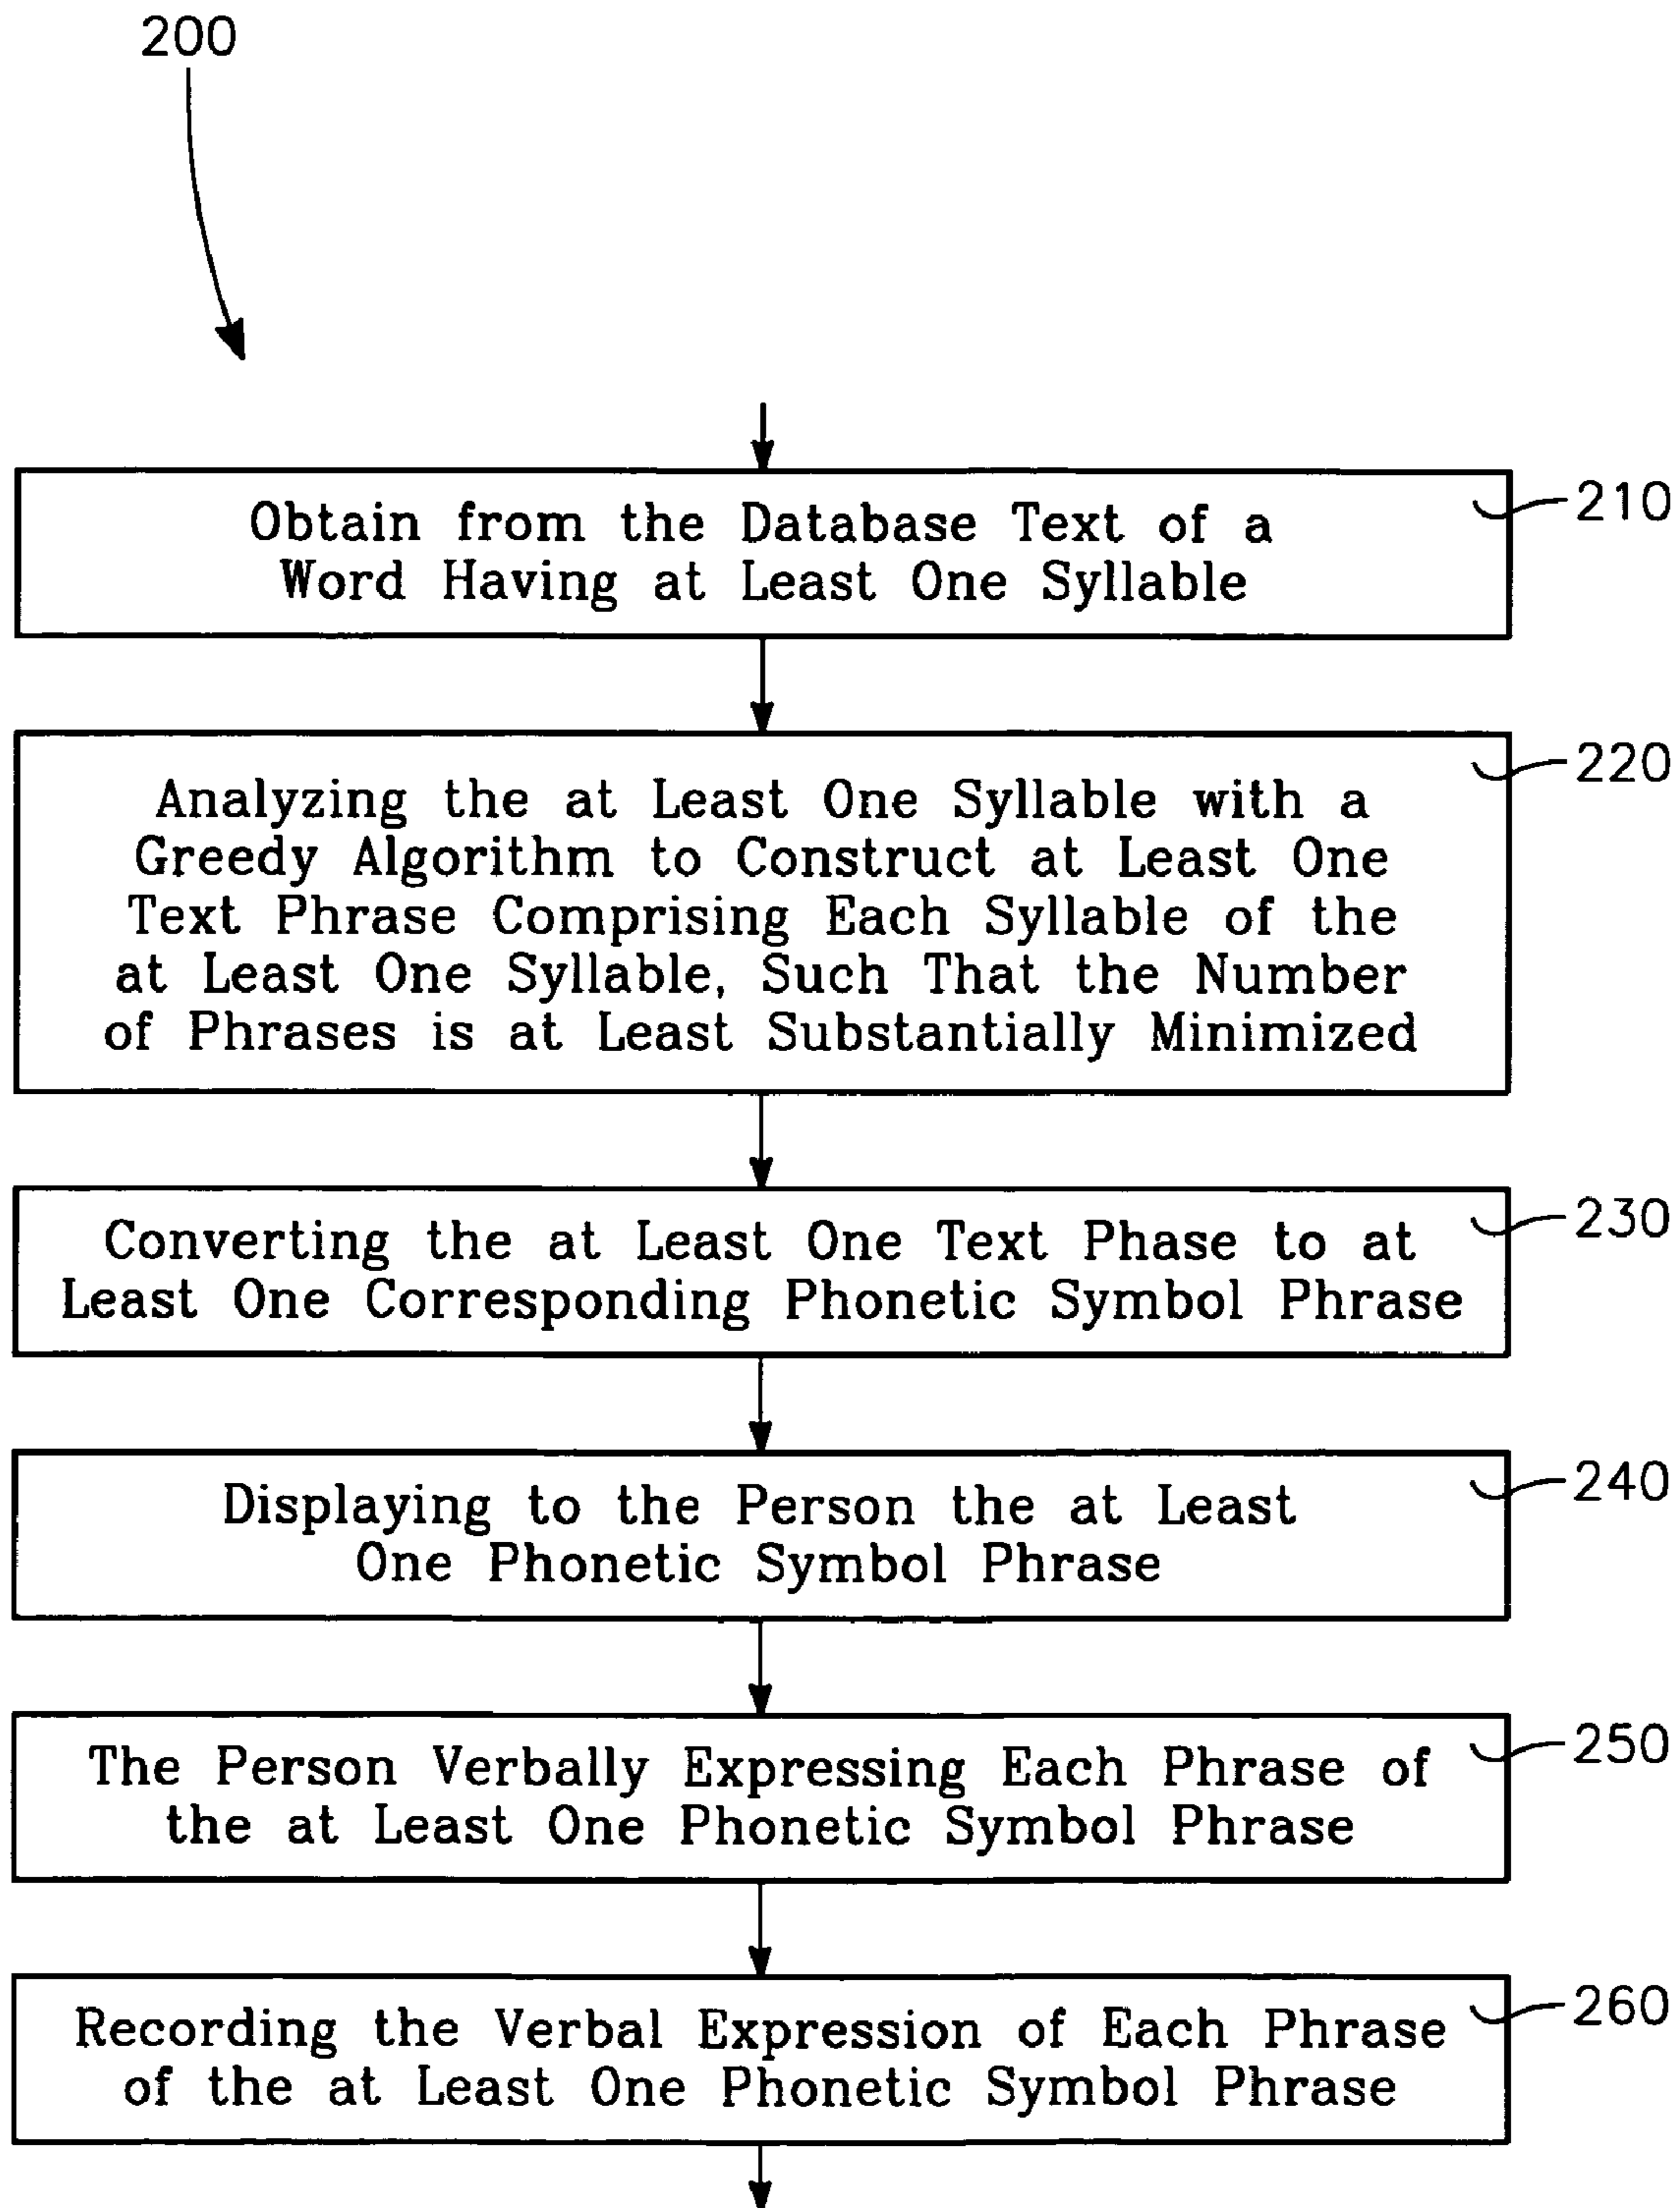 200
Obtain from the Database Text of a
Word Having at Least One Syllable
210
Analyzing the at Least One Syllable with a
Greedy Algorithm to Construct at Least One
Text Phrase Comprising Each Syllable of the
at Least One Syllable, Such That the Number
of Phrases is at Least Substantially Minimized
220
Converting the at Least One Text Phase to at
Least One Corresponding Phonetic Symbol Phrase
230
Displaying to the Person the at Least
One Phonetic Symbol Phrase
240
The Person Verbally Expressing Each Phrase of
the at Least One Phonetic Symbol Phrase
250
Recording the Verbal Expression of Each Phrase
of the at Least One Phonetic Symbol Phrase
260